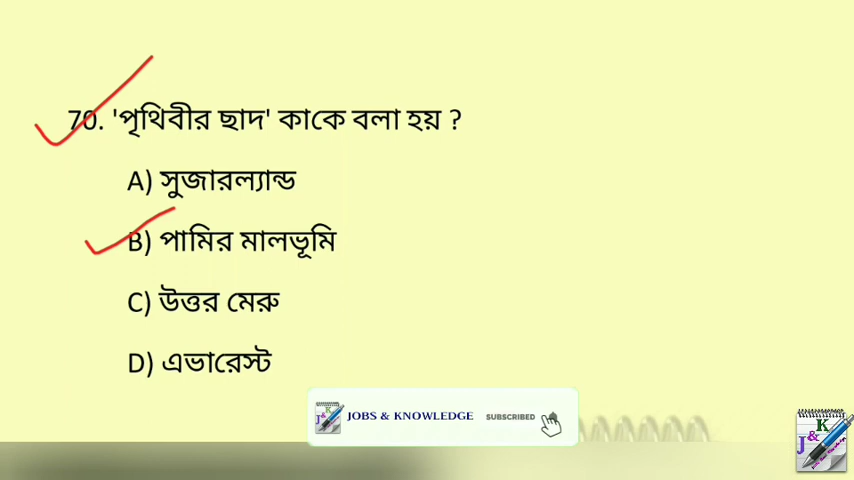 70. 'পৃথিবীর ছাদ' কাকে বলা হয় ?
A) সুজারল্যান্ড
B) পামির মালভূমি
C) উত্তর মেরু
D) এভারেস্ট
JOBS & KNOWLEDGE SUBSCRIBED
J&K